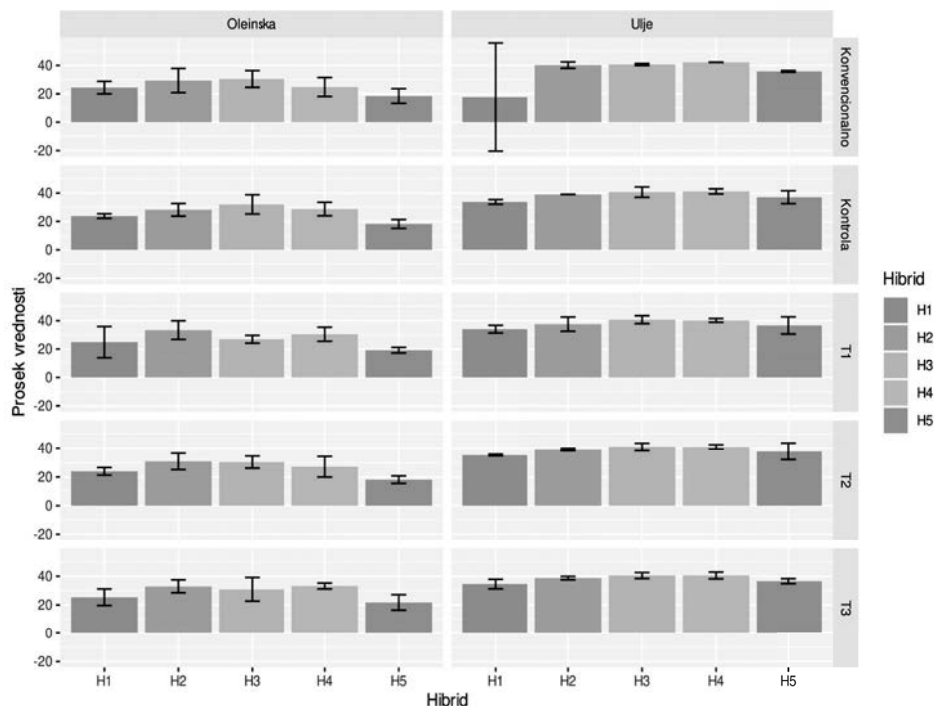 Oleinska
Ulje
40
20
0
-20
Konvencionalno
40
20
0
-20
Kontrola
40
20
0
-20
T1
40
20
0
-20
T2
40
20
0
-20
T3
Prosek vrednosti
H1 H2 H3 H4 H5
H1 H2 H3 H4 H5
Hibrid
Hibrid
H1
H2
H3
H4
H5